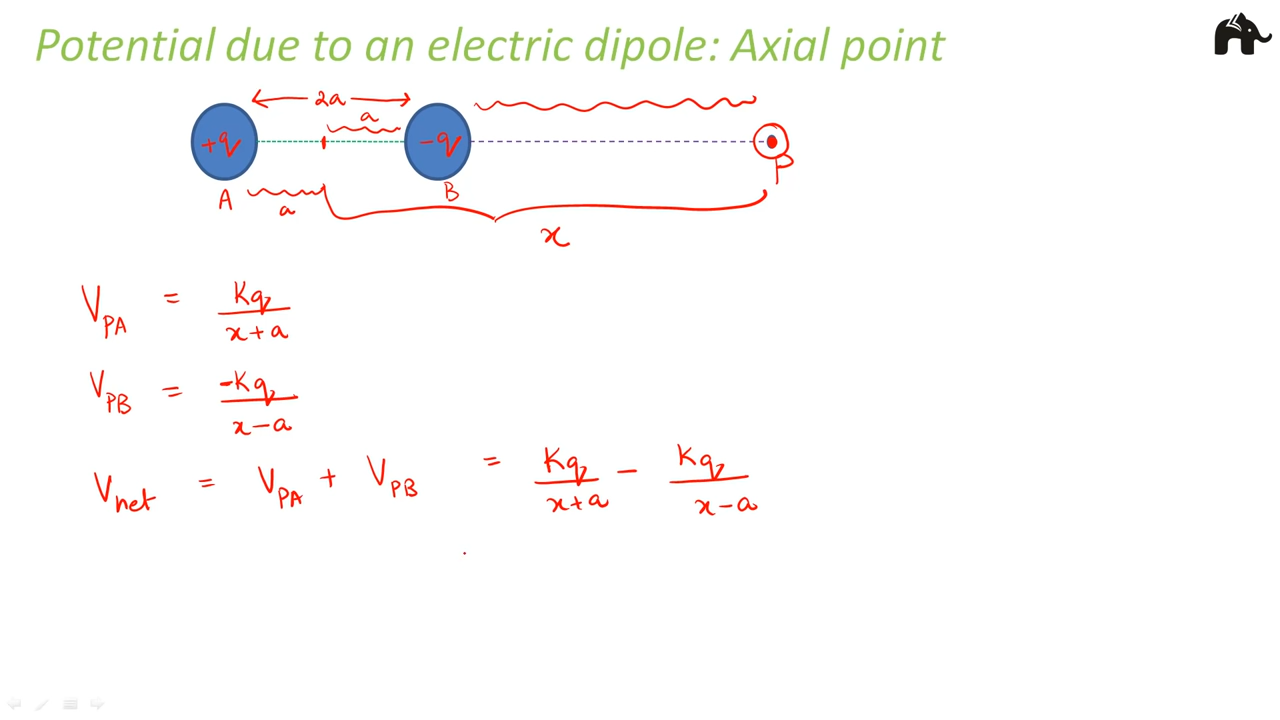 Potential due to an electric dipole: Axial point
2a
a
+q
-q
P
A
a
B
x
V_PA = Kq/(x+a)
V_PB = -Kq/(x-a)
V_net = V_PA + V_PB = Kq/(x+a) - Kq/(x-a)